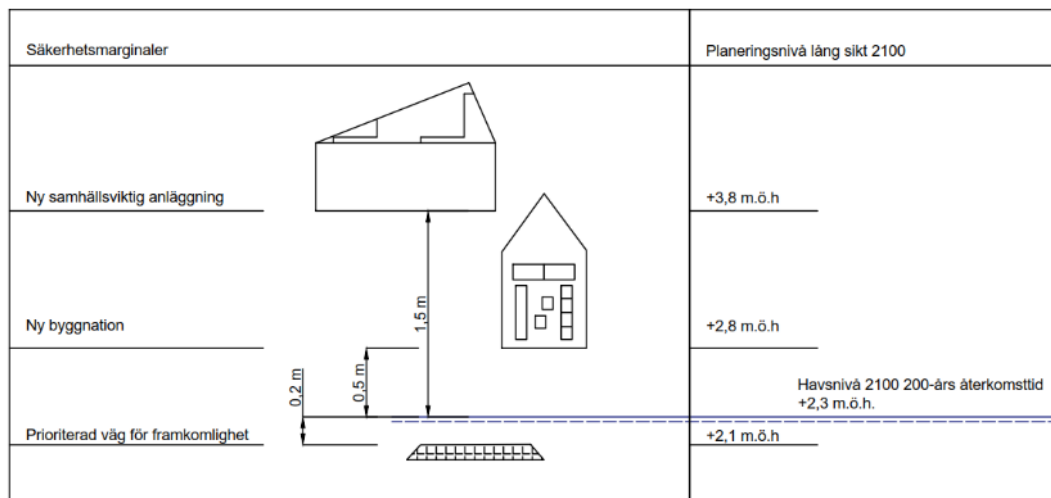 Säkerhetsmarginaler
Planeringsnivå lång sikt 2100
Ny samhällsviktig anläggning
+3,8 m.ö.h
1,5 m
Ny byggnation
+2,8 m.ö.h
0,5 m
0,2 m
Havsnivå 2100 200-års återkomsttid
+2,3 m.ö.h.
Prioriterad väg för framkomlighet
+2,1 m.ö.h